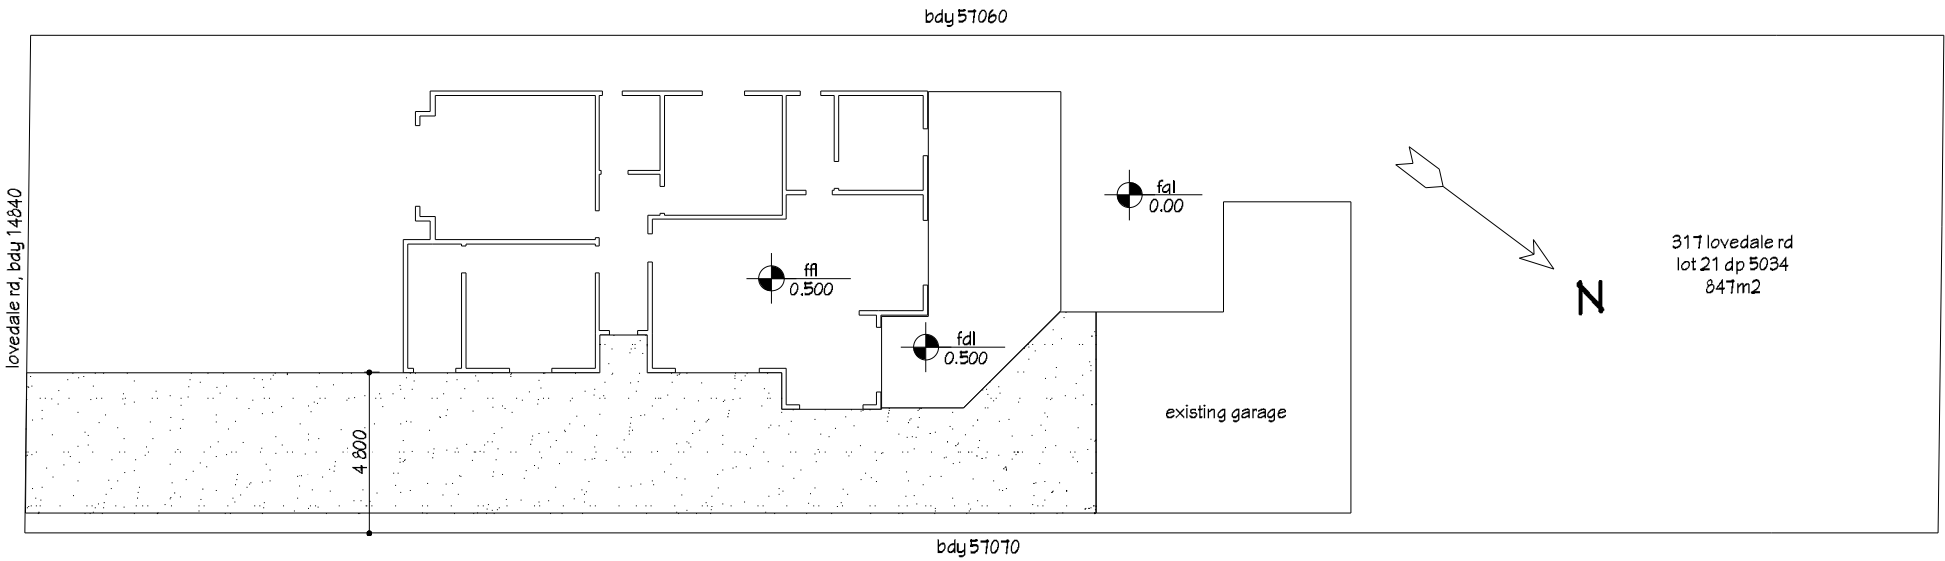 bdy 57060
lovedale rd, bdy 14840
fgl
0.00
317 lovedale rd
lot 21 dp 5034
847m2
ffl
0.500
N
fdl
0.500
existing garage
4 800
bdy 57070